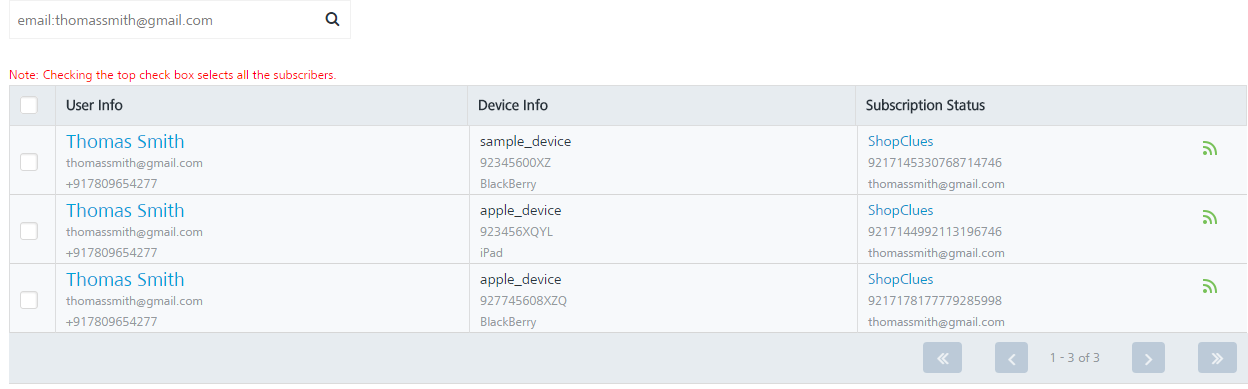 email:thomassmith@gmail.com
Note: Checking the top check box selects all the subscribers.
User Info Device Info Subscription Status
Thomas Smith sample_device ShopClues
thomassmith@gmail.com 92345600XZ 9217145330768714746
+917809654277 BlackBerry thomassmith@gmail.com
Thomas Smith apple_device ShopClues
thomassmith@gmail.com 923456XQYL 9217144992113196746
+917809654277 iPad thomassmith@gmail.com
Thomas Smith apple_device ShopClues
thomassmith@gmail.com 927745608XZQ 9217178177779285998
+917809654277 BlackBerry thomassmith@gmail.com
1 - 3 of 3